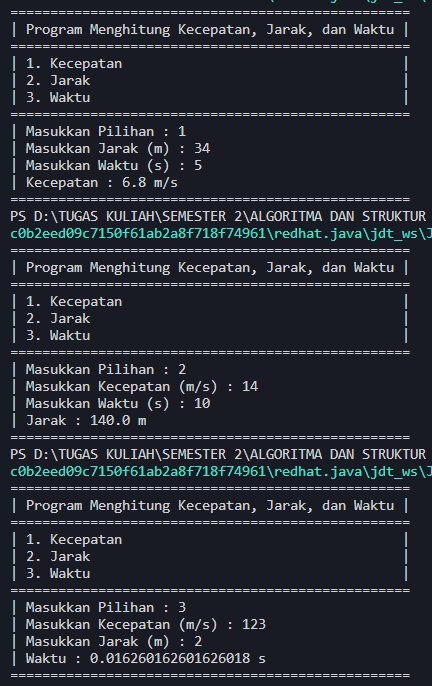 ==================================================
| Program Menghitung Kecepatan, Jarak, dan Waktu |
==================================================
| 1. Kecepatan                                   |
| 2. Jarak                                       |
| 3. Waktu                                       |
==================================================
| Masukkan Pilihan : 1
| Masukkan Jarak (m) : 34
| Masukkan Waktu (s) : 5
| Kecepatan : 6.8 m/s
==================================================
PS D:\TUGAS KULIAH\SEMESTER 2\ALGORITMA DAN STRUKTUR
c0b2eed09c7150f61ab2a8f718f74961\redhat.java\jdt_ws\J
==================================================
| Program Menghitung Kecepatan, Jarak, dan Waktu |
==================================================
| 1. Kecepatan                                   |
| 2. Jarak                                       |
| 3. Waktu                                       |
==================================================
| Masukkan Pilihan : 2
| Masukkan Kecepatan (m/s) : 14
| Masukkan Waktu (s) : 10
| Jarak : 140.0 m
==================================================
PS D:\TUGAS KULIAH\SEMESTER 2\ALGORITMA DAN STRUKTUR
c0b2eed09c7150f61ab2a8f718f74961\redhat.java\jdt_ws\J
==================================================
| Program Menghitung Kecepatan, Jarak, dan Waktu |
==================================================
| 1. Kecepatan                                   |
| 2. Jarak                                       |
| 3. Waktu                                       |
==================================================
| Masukkan Pilihan : 3
| Masukkan Kecepatan (m/s) : 123
| Masukkan Jarak (m) : 2
| Waktu : 0.016260162601626018 s
==================================================